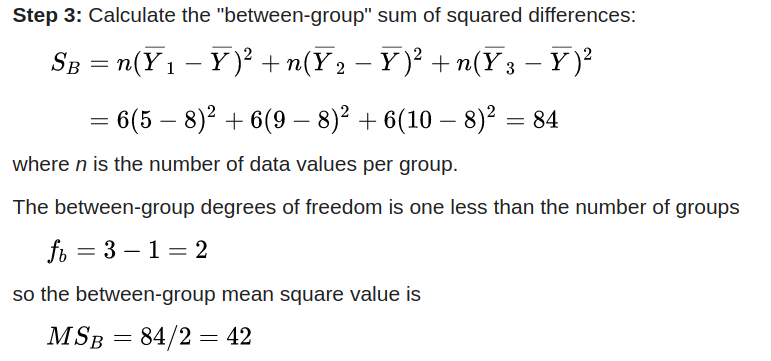 Step 3: Calculate the "between-group" sum of squared differences:
S_B = n(Y̅₁ − Y̅)² + n(Y̅₂ − Y̅)² + n(Y̅₃ − Y̅)²
= 6(5 − 8)² + 6(9 − 8)² + 6(10 − 8)² = 84
where n is the number of data values per group.
The between-group degrees of freedom is one less than the number of groups
f_b = 3 − 1 = 2
so the between-group mean square value is
MS_B = 84/2 = 42